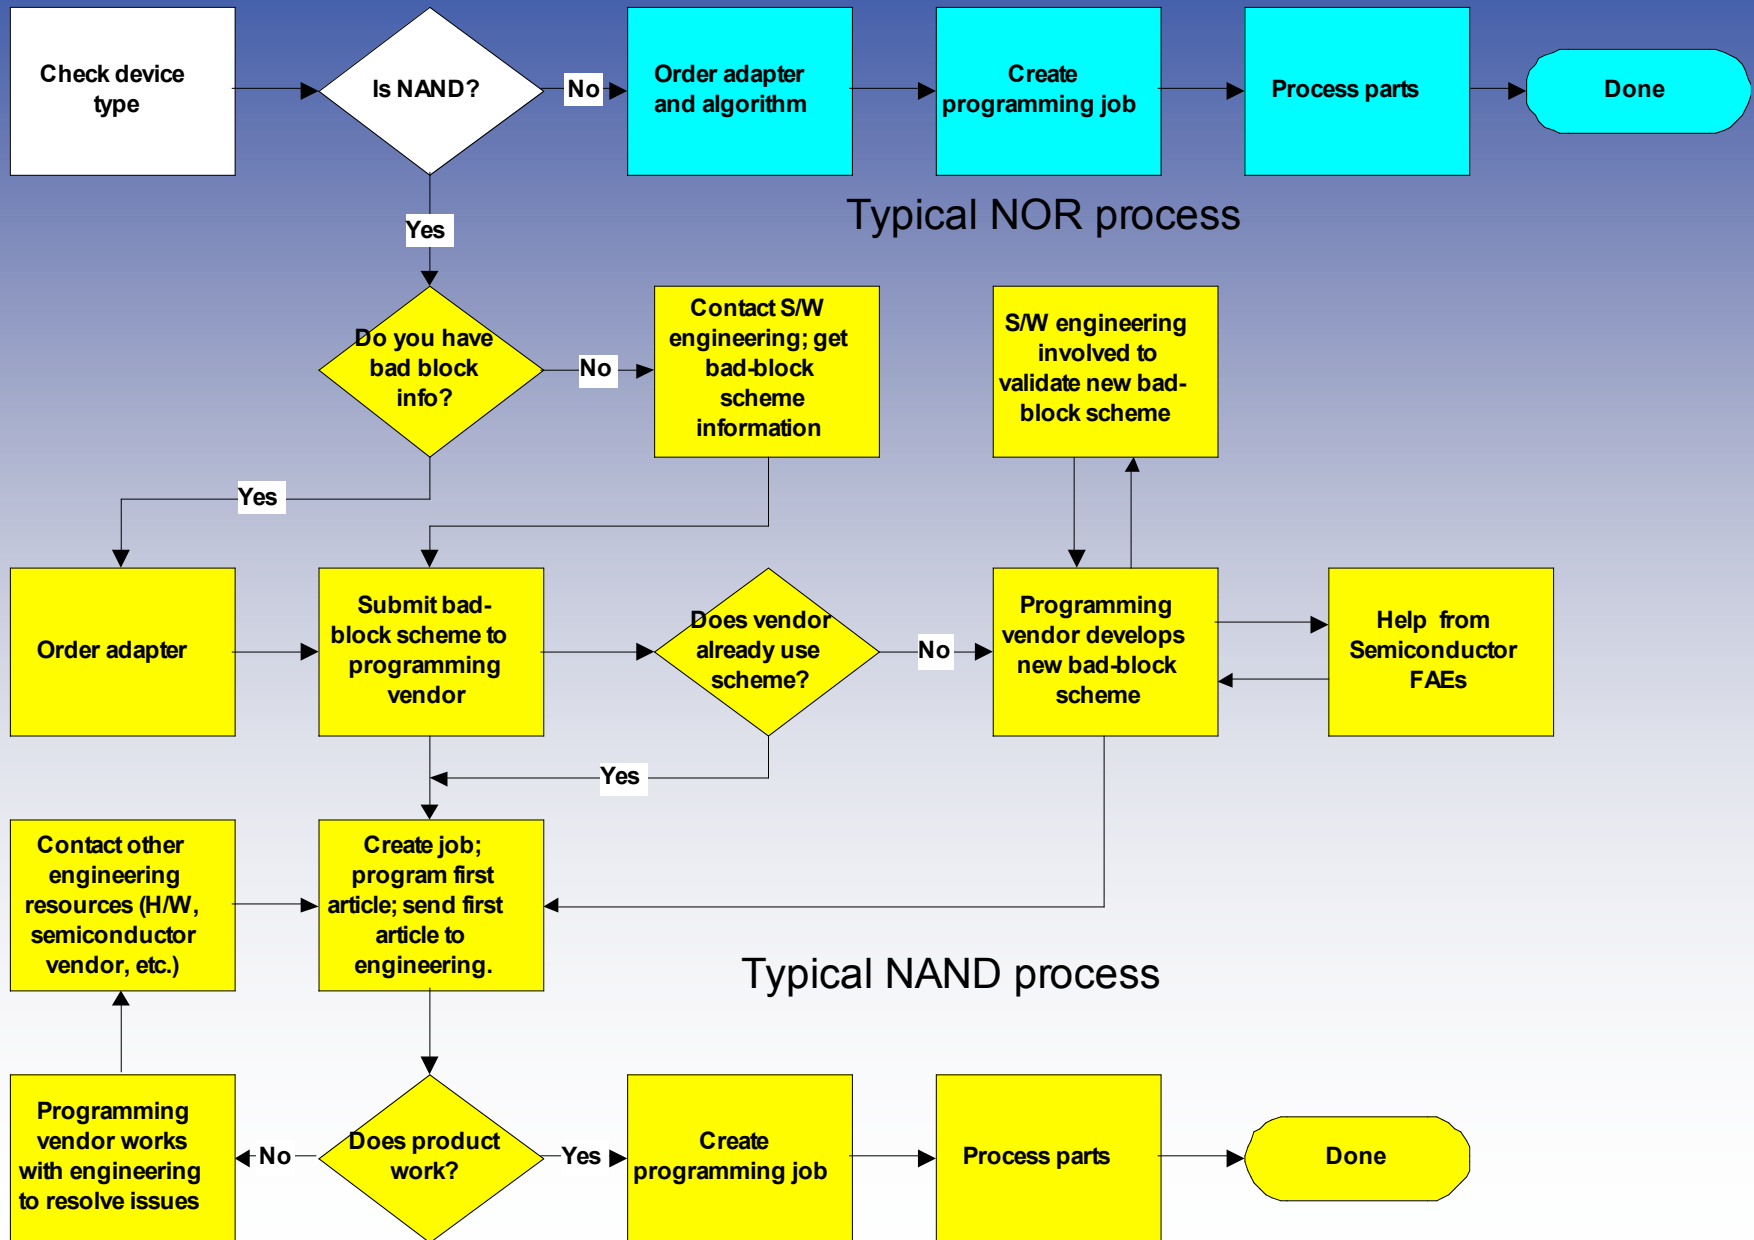 Check device
type
Is NAND?
No
Order adapter
and algorithm
Create
programming job
Process parts
Done
Typical NOR process
Yes
Do you have
bad block
info?
No
Contact S/W
engineering; get
bad-block
scheme
information
S/W engineering
involved to
validate new bad-
block scheme
Yes
Order adapter
Submit bad-
block scheme to
programming
vendor
Does vendor
already use
scheme?
No
Programming
vendor develops
new bad-block
scheme
Help from
Semiconductor
FAEs
Yes
Contact other
engineering
resources (H/W,
semiconductor
vendor, etc.)
Create job;
program first
article; send first
article to
engineering.
Typical NAND process
Programming
vendor works
with engineering
to resolve issues
No
Does product
work?
Yes
Create
programming job
Process parts
Done